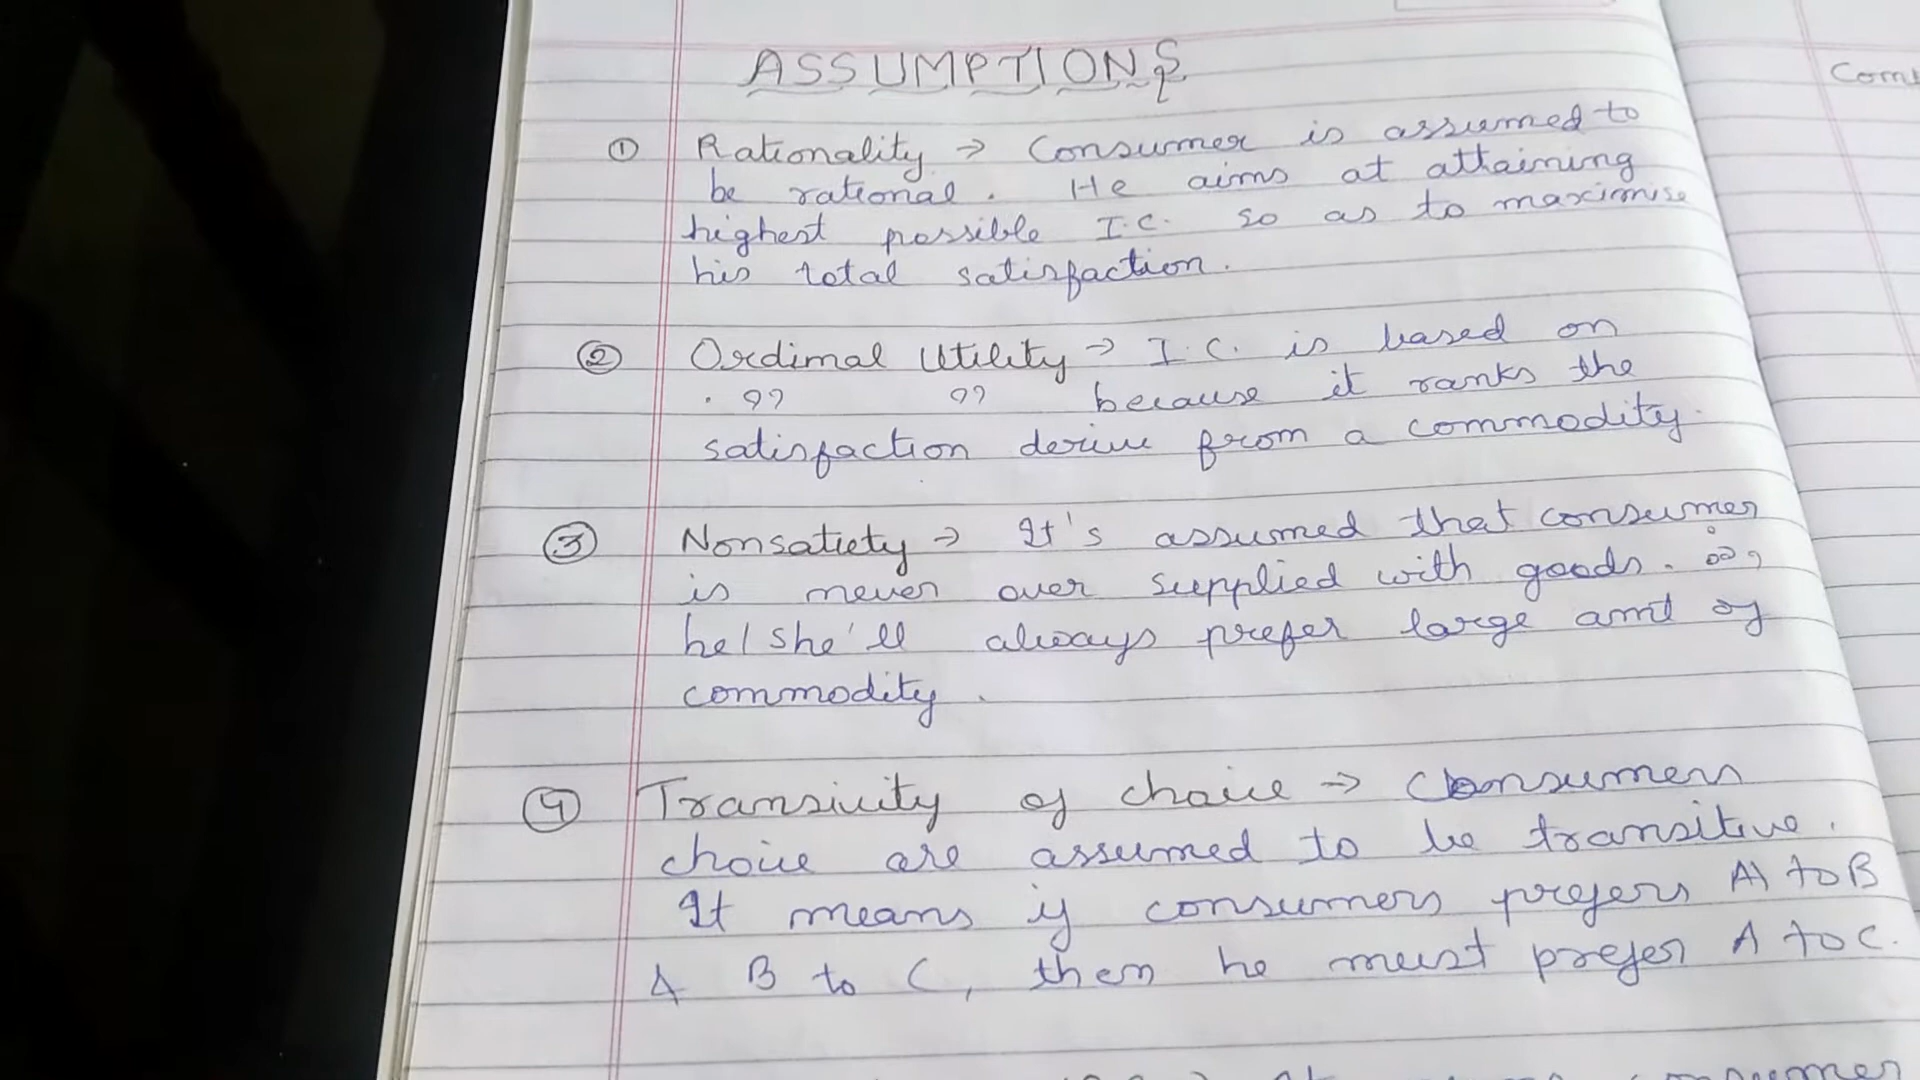 ASSUMPTIONS
Com
① Rationality → Consumer is assumed to
be rational. He aims at attaining
highest possible I.C. so as to maximise
his total satisfaction.
② Ordinal Utility → I.C. is based on
" " because it ranks the
satisfaction derive from a commodity.
③ Nonsatiety → It's assumed that consumer
is never over supplied with goods. ∴,
he/she'll always prefer large amt of
commodity.
④ Transivity of choice → Consumers
choice are assumed to be transitive.
It means if consumers prefers A to B
& B to C, then he must prefer A to C.